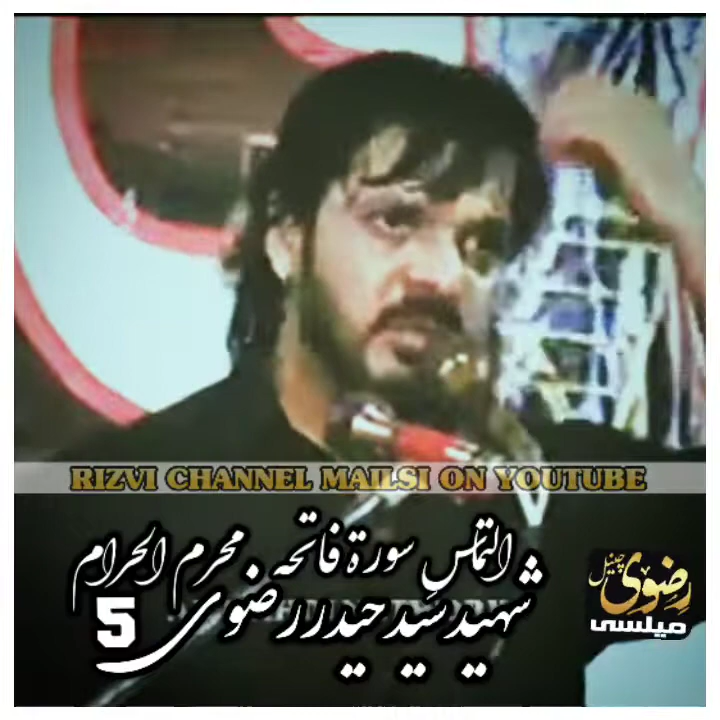 RIZVI CHANNEL MAILSI ON YOUTUBE
التماسِ سورۃ فاتحہ محرم الحرام 5
شہید سید حیدر رضوی
رضوی چینل
میلسی